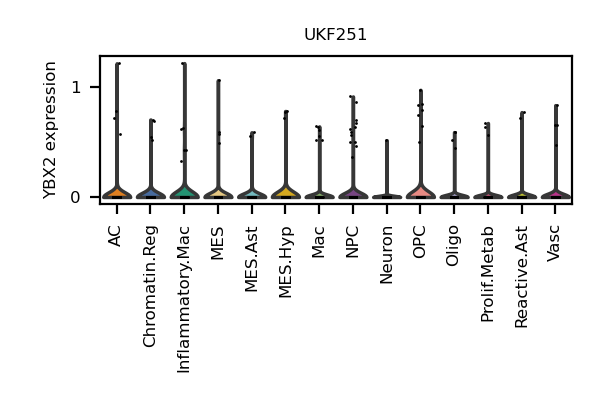 UKF251
YBX2 expression
1
0
AC
Chromatin.Reg
Inflammatory.Mac
MES
MES.Ast
MES.Hyp
Mac
NPC
Neuron
OPC
Oligo
Prolif.Metab
Reactive.Ast
Vasc